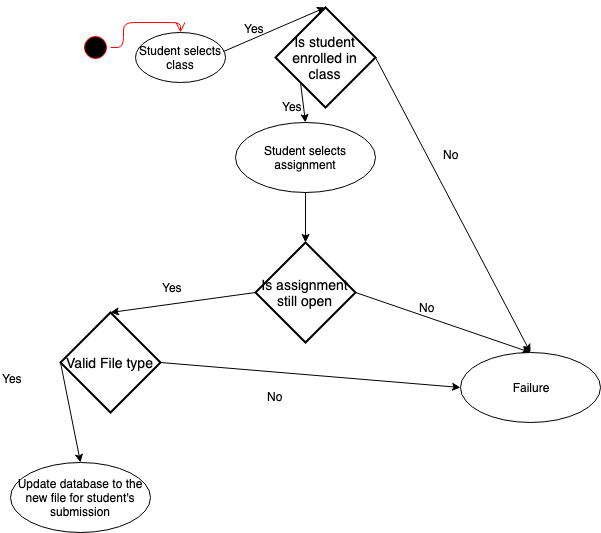 Yes
Student selects
class
Is student
enrolled in
class
Yes
Student selects
assignment
No
Is assignment
still open
Yes
No
Valid File type
Yes
No
Failure
Update database to the
new file for student's
submission